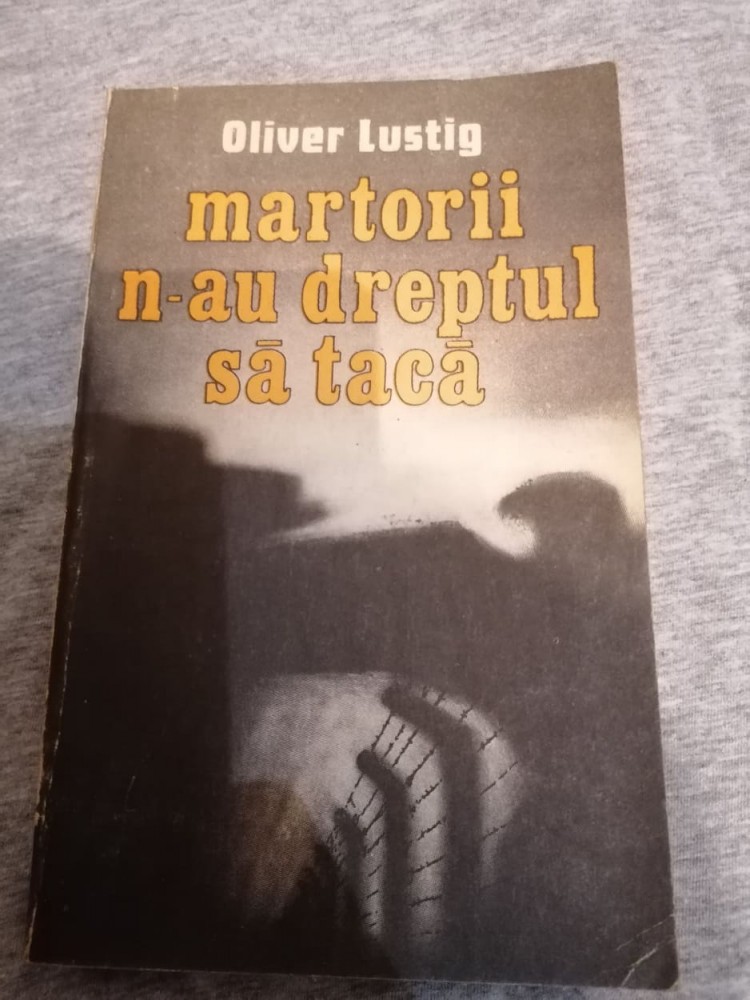 Oliver Lustig
martorii
n-au dreptul
să tacă